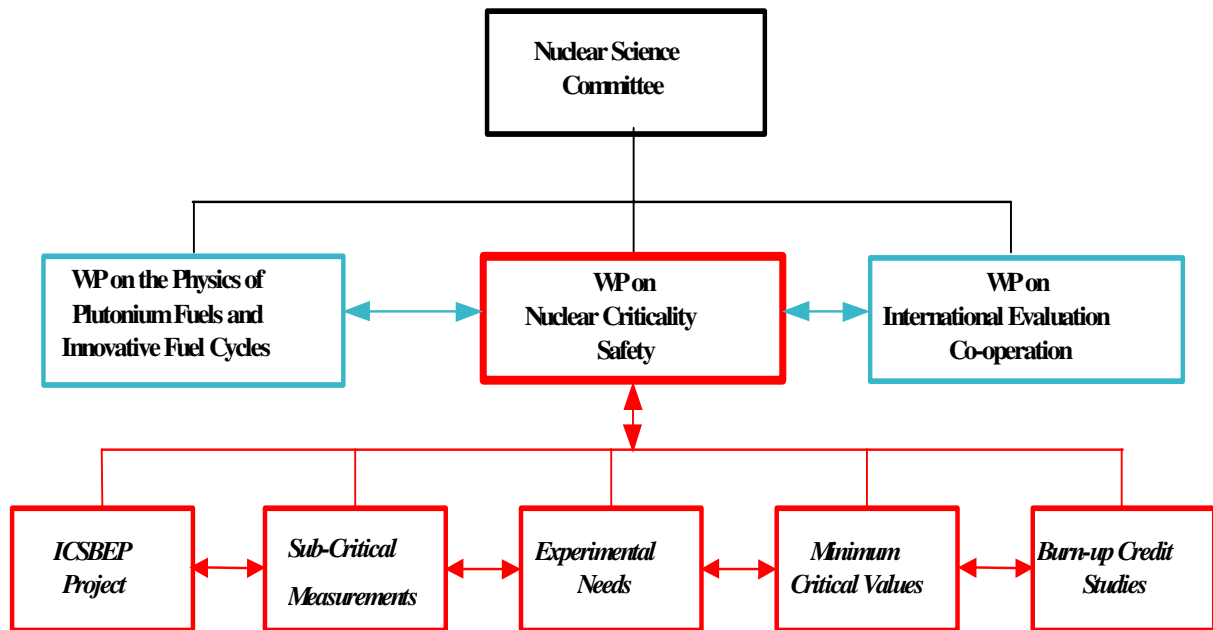 Nuclear Science
Committee
WP on the Physics of
Plutonium Fuels and
Innovative Fuel Cycles
WP on
Nuclear Criticality
Safety
WP on
International Evaluation
Co-operation
ICSBEP
Project
Sub-Critical
Measurements
Experimental
Needs
Minimum
Critical Values
Burn-up Credit
Studies